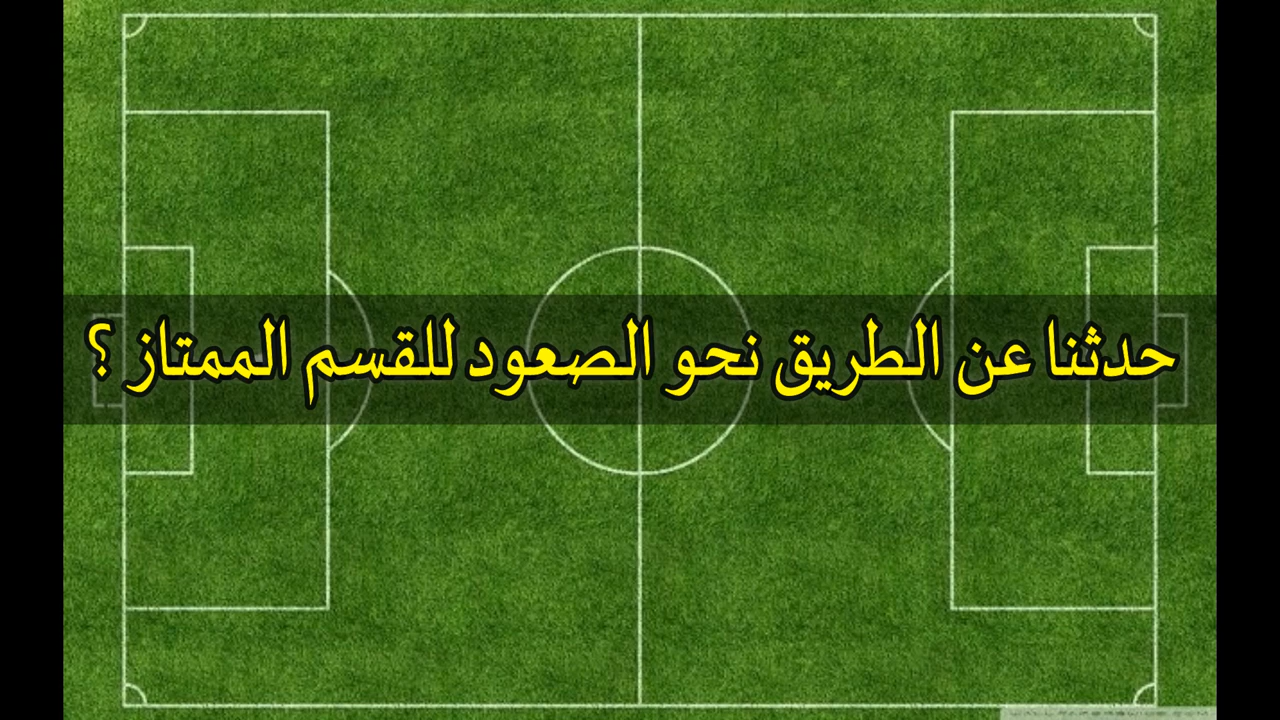 حدثنا عن الطريق نحو الصعود للقسم الممتاز ؟